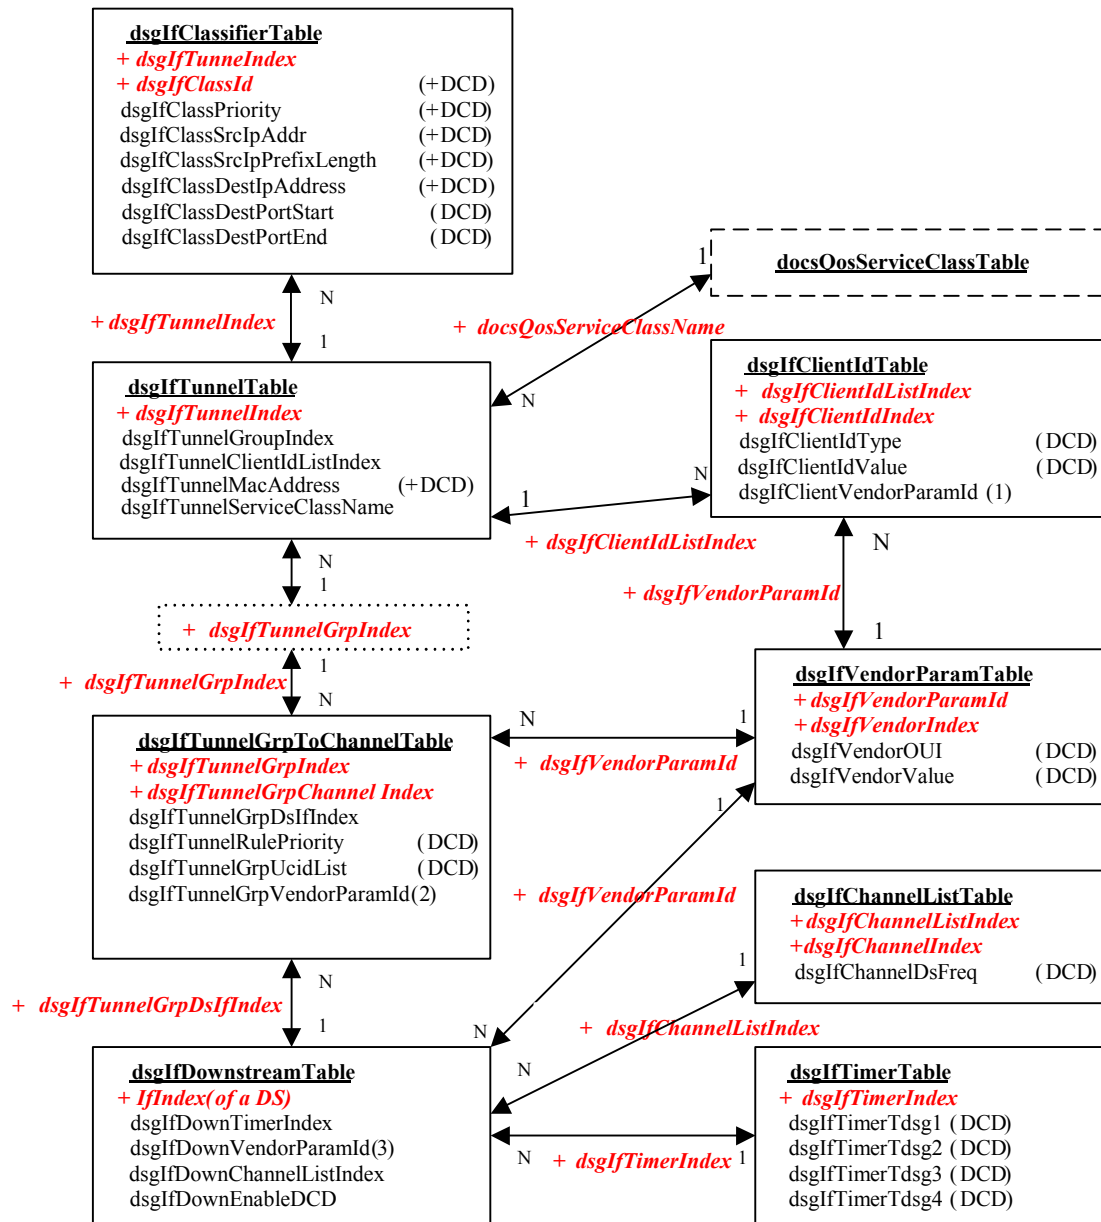 dsgIfClassifierTable
+ dsgIfTunneIndex
+ dsgIfClassId (+DCD)
dsgIfClassPriority (+DCD)
dsgIfClassSrcIpAddr (+DCD)
dsgIfClassSrcIpPrefixLength (+DCD)
dsgIfClassDestIpAddress (+DCD)
dsgIfClassDestPortStart (DCD)
dsgIfClassDestPortEnd (DCD)
N
+ dsgIfTunnelIndex
1
1
docsQosServiceClassTable
+ docsQosServiceClassName
N
dsgIfTunnelTable
+ dsgIfTunnelIndex
dsgIfTunnelGroupIndex
dsgIfTunnelClientIdListIndex
dsgIfTunnelMacAddress (+DCD)
dsgIfTunnelServiceClassName
dsgIfClientIdTable
+ dsgIfClientIdListIndex
+ dsgIfClientIdIndex
dsgIfClientIdType (DCD)
dsgIfClientIdValue (DCD)
dsgIfClientVendorParamId (1)
N
1
+ dsgIfClientIdListIndex
N
1
+ dsgIfTunnelGrpIndex
N
+ dsgIfVendorParamId
1
1
+ dsgIfTunnelGrpIndex
N
dsgIfVendorParamTable
+ dsgIfVendorParamId
+ dsgIfVendorIndex
dsgIfVendorOUI (DCD)
dsgIfVendorValue (DCD)
N
1
+ dsgIfVendorParamId
dsgIfTunnelGrpToChannelTable
+ dsgIfTunnelGrpIndex
+ dsgIfTunnelGrpChannel Index
dsgIfTunnelGrpDsIfIndex
dsgIfTunnelRulePriority (DCD)
dsgIfTunnelGrpUcidList (DCD)
dsgIfTunnelGrpVendorParamId(2)
1
+ dsgIfVendorParamId
N
dsgIfChannelListTable
+dsgIfChannelListIndex
+dsgIfChannelIndex
dsgIfChannelDsFreq (DCD)
1
+ dsgIfChannelListIndex
N
N
+ dsgIfTunnelGrpDsIfIndex
1
dsgIfDownstreamTable
+ IfIndex(of a DS)
dsgIfDownTimerIndex
dsgIfDownVendorParamId(3)
dsgIfDownChannelListIndex
dsgIfDownEnableDCD
N
+ dsgIfTimerIndex
1
dsgIfTimerTable
+ dsgIfTimerIndex
dsgIfTimerTdsg1 (DCD)
dsgIfTimerTdsg2 (DCD)
dsgIfTimerTdsg3 (DCD)
dsgIfTimerTdsg4 (DCD)